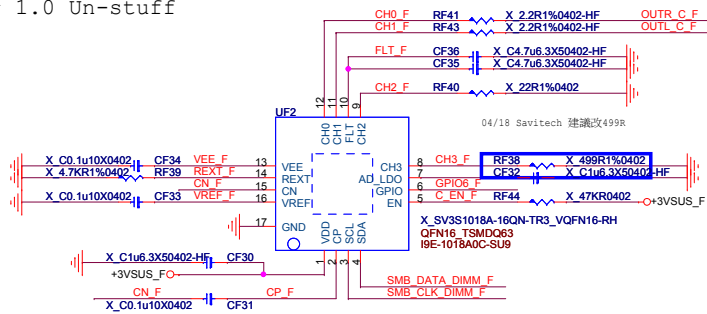 1.0 Un-stuff
CH0_F RF41 X_2.2R1%0402-HF OUTR_C_F
CH1_F RF43 X_2.2R1%0402-HF OUTL_C_F
FLT_F CF36 X_C4.7u6.3X50402-HF
CF35 X_C4.7u6.3X50402-HF
CH2_F RF40 X_22R1%0402
04/18 Savitech 建議改499R
UF2
12 11 10 9
CH0 CH1 FLT CH2
X_C0.1u10X0402 CF34 VEE_F 13 VEE
X_4.7KR1%0402 RF39 REXT_F 14 REXT
CN_F 15 CN
X_C0.1u10X0402 CF33 VREF_F 16 VREF
17 GND
CH3 8 CH3_F RF38 X_499R1%0402
AD_LDO 7 CF32 X_C1u6.3X50402-HF
GPIO 6 GPIO6_F
EN 5 C_EN_F RF44 X_47KR0402 +3VSUS_F
X_SV3S1018A-16QN-TR3_VQFN16-RH
QFN16_TSMDQ63
I9E-1018A0C-SU9
VDD CP SCL SDA
1 2 3 4
X_C1u6.3X50402-HF CF30
+3VSUS_F
SMB_DATA_DIMM_F
SMB_CLK_DIMM_F
CN_F CP_F
X_C0.1u10X0402 CF31